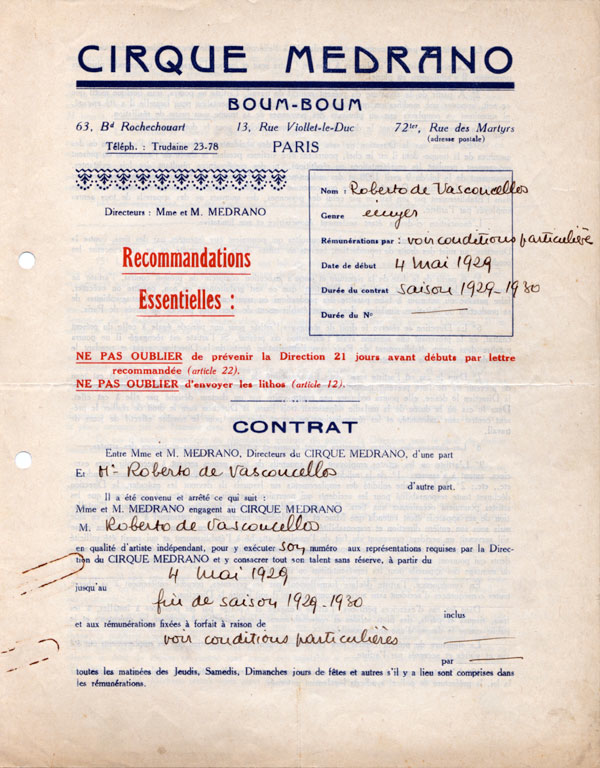 CIRQUE MEDRANO
BOUM-BOUM
63, Bd Rochechouart 13, Rue Viollet-le-Duc 72ter, Rue des Martyrs
(adresse postale)
Téléph. : Trudaine 23-78 PARIS
Directeurs : Mme et M. MEDRANO
Recommandations
Essentielles :
Nom : Roberto de Vasconcellos
Genre écuyer
Rémunérations par : voir conditions particulière
Date de début 4 mai 1929
Durée du contrat saison 1929-1930
Durée du No
NE PAS OUBLIER de prévenir la Direction 21 jours avant débuts par lettre
recommandée (article 22).
NE PAS OUBLIER d'envoyer les lithos (article 12).
CONTRAT
Entre Mme et M. MEDRANO, Directeurs du CIRQUE MEDRANO, d'une part
Et Mr Roberto de Vasconcellos
d'autre part.
Il a été convenu et arrêté ce qui suit :
Mme et M. MEDRANO engagent au CIRQUE MEDRANO
M. Roberto de Vasconcellos
en qualité d'artiste indépendant, pour y exécuter son numéro aux représentations requises par la Direc-
tion du CIRQUE MEDRANO et y consacrer tout son talent sans réserve, à partir du
4 mai 1929
jusqu'au
fin de saison 1929-1930
inclus
et aux rémunérations fixées à forfait à raison de
voir conditions particulières
par
toutes les matinées des Jeudis, Samedis, Dimanches jours de fêtes et autres s'il y a lieu sont comprises dans
les rémunérations.